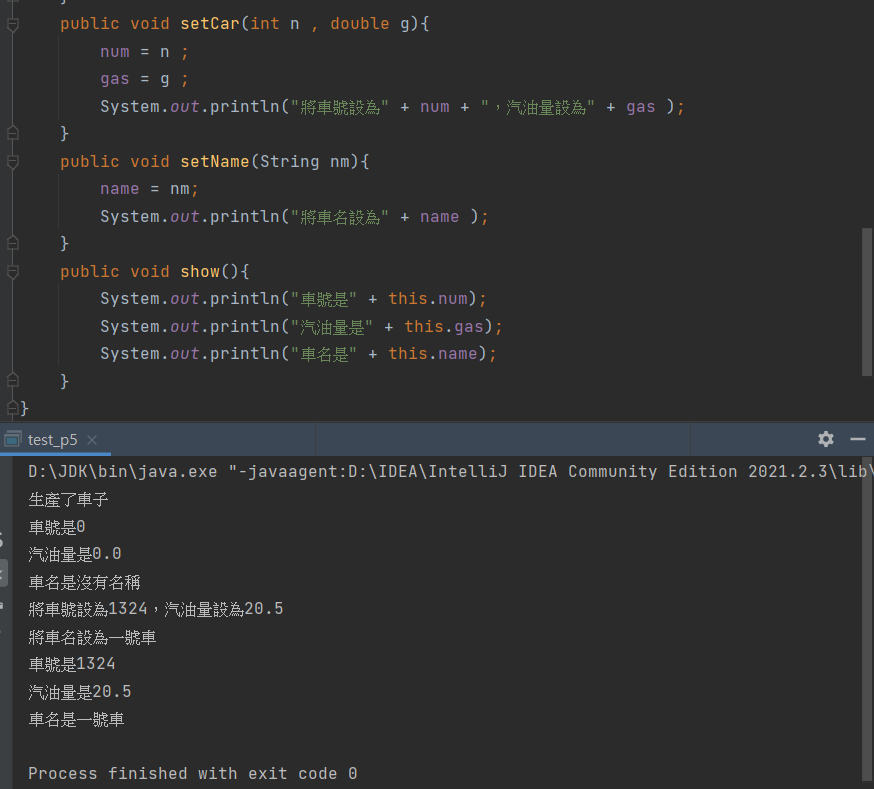 }
public void setCar(int n , double g){
num = n ;
gas = g ;
System.out.println("將車號設為" + num + "，汽油量設為" + gas );
}
public void setName(String nm){
name = nm;
System.out.println("將車名設為" + name );
}
public void show(){
System.out.println("車號是" + this.num);
System.out.println("汽油量是" + this.gas);
System.out.println("車名是" + this.name);
}
}
test_p5
D:\JDK\bin\java.exe "-javaagent:D:\IDEA\IntelliJ IDEA Community Edition 2021.2.3\lib\
生產了車子
車號是0
汽油量是0.0
車名是沒有名稱
將車號設為1324，汽油量設為20.5
將車名設為一號車
車號是1324
汽油量是20.5
車名是一號車
Process finished with exit code 0